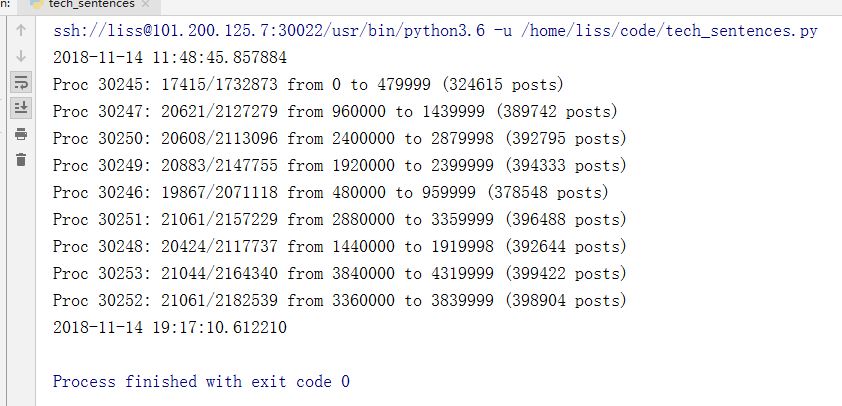 n:
tech_sentences
ssh://liss@101.200.125.7:30022/usr/bin/python3.6 -u /home/liss/code/tech_sentences.py
2018-11-14 11:48:45.857884
Proc 30245: 17415/1732873 from 0 to 479999 (324615 posts)
Proc 30247: 20621/2127279 from 960000 to 1439999 (389742 posts)
Proc 30250: 20608/2113096 from 2400000 to 2879998 (392795 posts)
Proc 30249: 20883/2147755 from 1920000 to 2399999 (394333 posts)
Proc 30246: 19867/2071118 from 480000 to 959999 (378548 posts)
Proc 30251: 21061/2157229 from 2880000 to 3359999 (396488 posts)
Proc 30248: 20424/2117737 from 1440000 to 1919998 (392644 posts)
Proc 30253: 21044/2164340 from 3840000 to 4319999 (399422 posts)
Proc 30252: 21061/2182539 from 3360000 to 3839999 (398904 posts)
2018-11-14 19:17:10.612210
Process finished with exit code 0